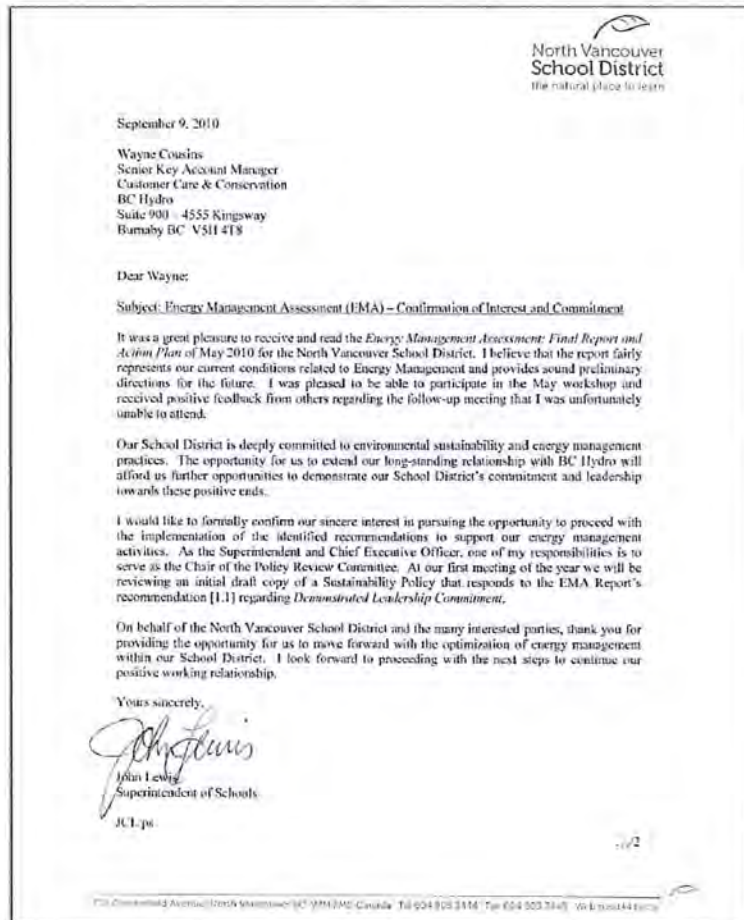 North Vancouver
School District
the natural place to learn
September 9, 2010
Wayne Cousins
Senior Key Account Manager
Customer Care & Conservation
BC Hydro
Suite 900 – 4555 Kingsway
Burnaby BC V5H 4T8
Dear Wayne:
Subject: Energy Management Assessment (EMA) – Confirmation of Interest and Commitment
It was a great pleasure to receive and read the Energy Management Assessment: Final Report and
Action Plan of May 2010 for the North Vancouver School District. I believe that the report fairly
represents our current conditions related to Energy Management and provides sound preliminary
directions for the future. I was pleased to be able to participate in the May workshop and
received positive feedback from others regarding the follow-up meeting that I was unfortunately
unable to attend.
Our School District is deeply committed to environmental sustainability and energy management
practices. The opportunity for us to extend our long-standing relationship with BC Hydro will
afford us further opportunities to demonstrate our School District's commitment and leadership
towards these positive ends.
I would like to formally confirm our sincere interest in pursuing the opportunity to proceed with
the implementation of the identified recommendations to support our energy management
activities. As the Superintendent and Chief Executive Officer, one of my responsibilities is to
serve as the Chair of the Policy Review Committee. At our first meeting of the year we will be
reviewing an initial draft copy of a Sustainability Policy that responds to the EMA Report's
recommendation [1.1] regarding Demonstrated Leadership Commitment.
On behalf of the North Vancouver School District and the many interested parties, thank you for
providing the opportunity for us to move forward with the optimization of energy management
within our School District. I look forward to proceeding with the next steps to continue our
positive working relationship.
Yours sincerely,
John Lewis
John Lewis
Superintendent of Schools
JCL:ps
.../2
Avenue, North Vancouver BC Canada Tel 604 903